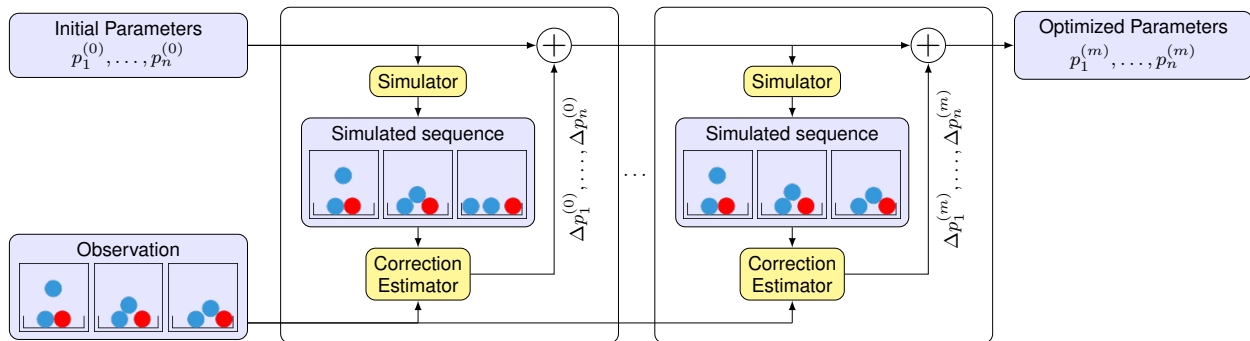 Initial Parameters
p_1^{(0)}, ..., p_n^{(0)}
Simulator
Simulated sequence
Correction
Estimator
Δp_1^{(0)}, ..., Δp_n^{(0)}
Observation
...
Simulator
Simulated sequence
Correction
Estimator
Δp_1^{(m)}, ..., Δp_n^{(m)}
Optimized Parameters
p_1^{(m)}, ..., p_n^{(m)}